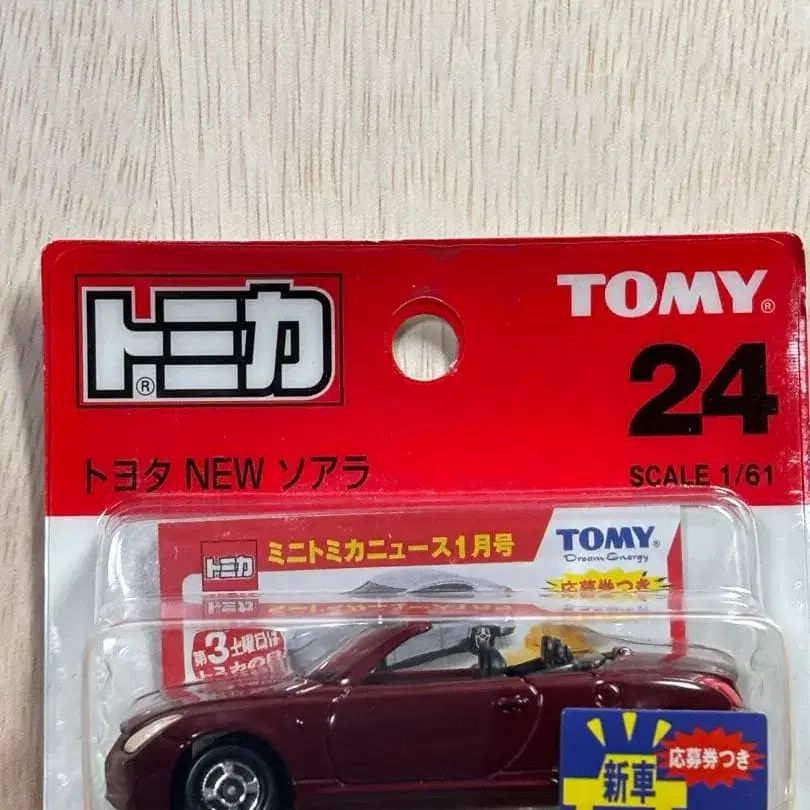 トミカ®
TOMY®
24
トヨタ NEW ソアラ
SCALE 1/61
トミカ
ミニトミカニュース1月号
TOMY®
Dream Energy
応募券つき
第3土曜日は
トミカの日
新車
応募券つき